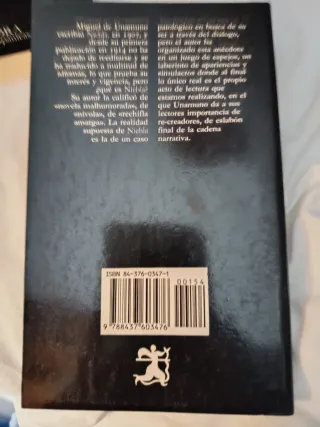 Miguel de Unamuno
escribió Niebla en 1907, y
desde su primera
publicación en 1914 no ha
dejado de reeditarse y se
ha traducido a multitud de
idiomas, lo que prueba su
interés y vigencia, pero
¿qué es Niebla?
Su autor la calificó de
«novela malhumorada», de
«nivola», de «rechifla
amarga». La realidad
supuesta de Niebla
es la de un caso
patológico en busca de su
ser a través del diálogo,
pero el autor ha
organizado esta anécdota
en un juego de espejos, un
laberinto de apariencias y
simulacros donde al final
lo único real es el propio
acto de lectura que
estamos realizando, en el
que Unamuno da a sus
lectores importancia de
re-creadores, de eslabón
final de la cadena
narrativa.
ISBN 84-376-0347-1
00154
9 788437 603476